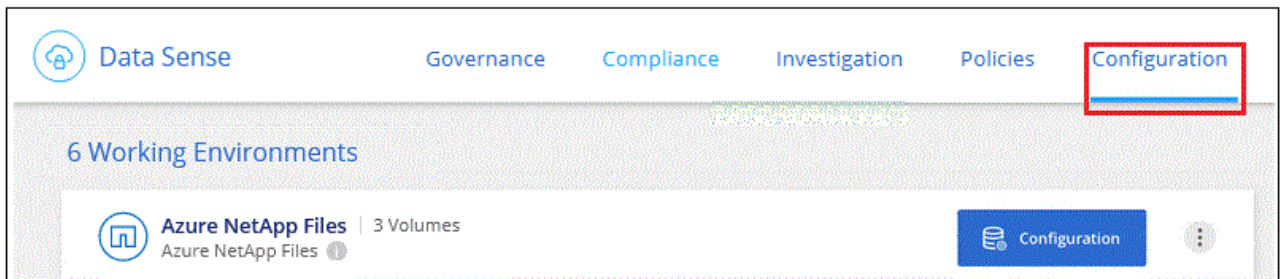 Data Sense Governance Compliance Investigation Policies Configuration
6 Working Environments
Azure NetApp Files | 3 Volumes
Azure NetApp Files
Configuration